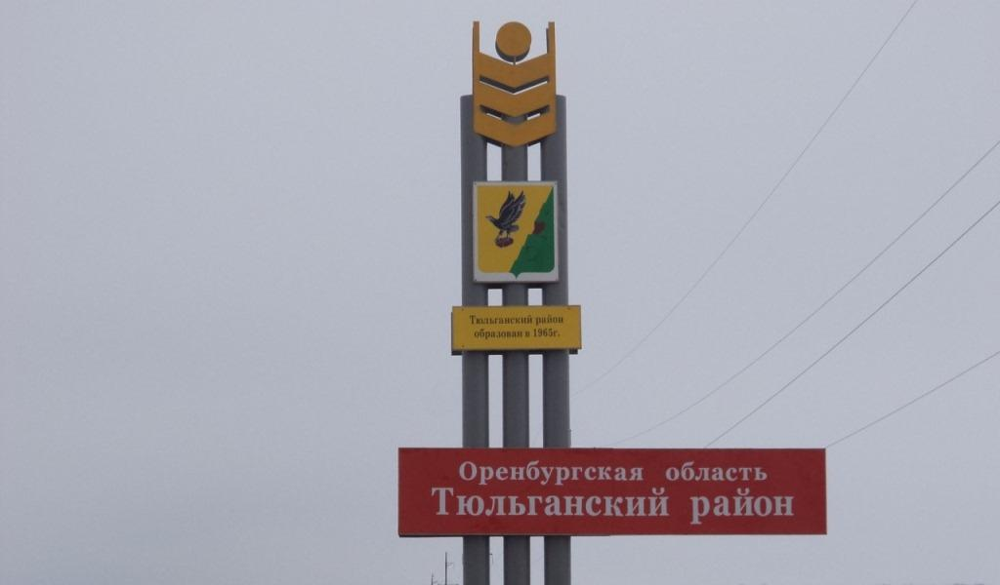 Тюльганский район
образован в 1965г.
Оренбургская область
Тюльганский район